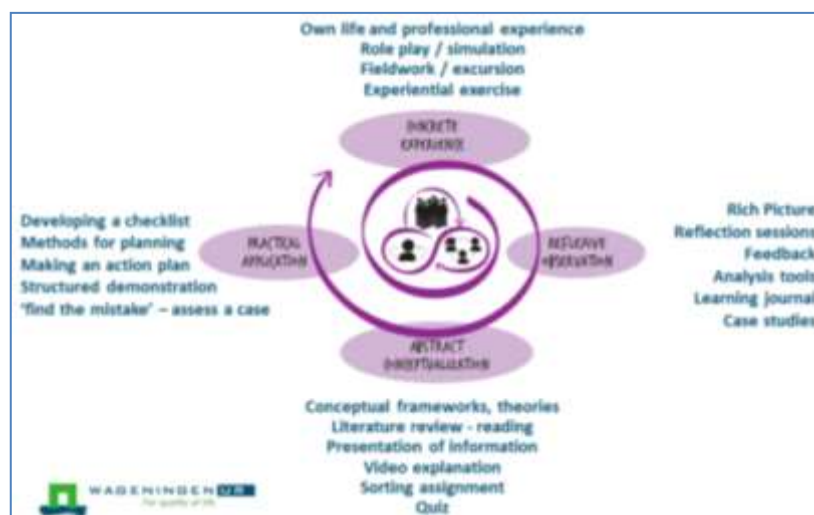 Own life and professional experience
Role play / simulation
Fieldwork / excursion
Experiential exercise
CONCRETE
EXPERIENCE
Developing a checklist
Methods for planning
Making an action plan
Structured demonstration
'find the mistake' – assess a case
PRACTICAL
APPLICATION
REFLEXIVE
OBSERVATION
Rich Picture
Reflection sessions
Feedback
Analysis tools
Learning journal
Case studies
ABSTRACT
CONCEPTUALIZATION
Conceptual frameworks, theories
Literature review - reading
Presentation of information
Video explanation
Sorting assignment
Quiz
WAGENINGEN UR
For quality of life